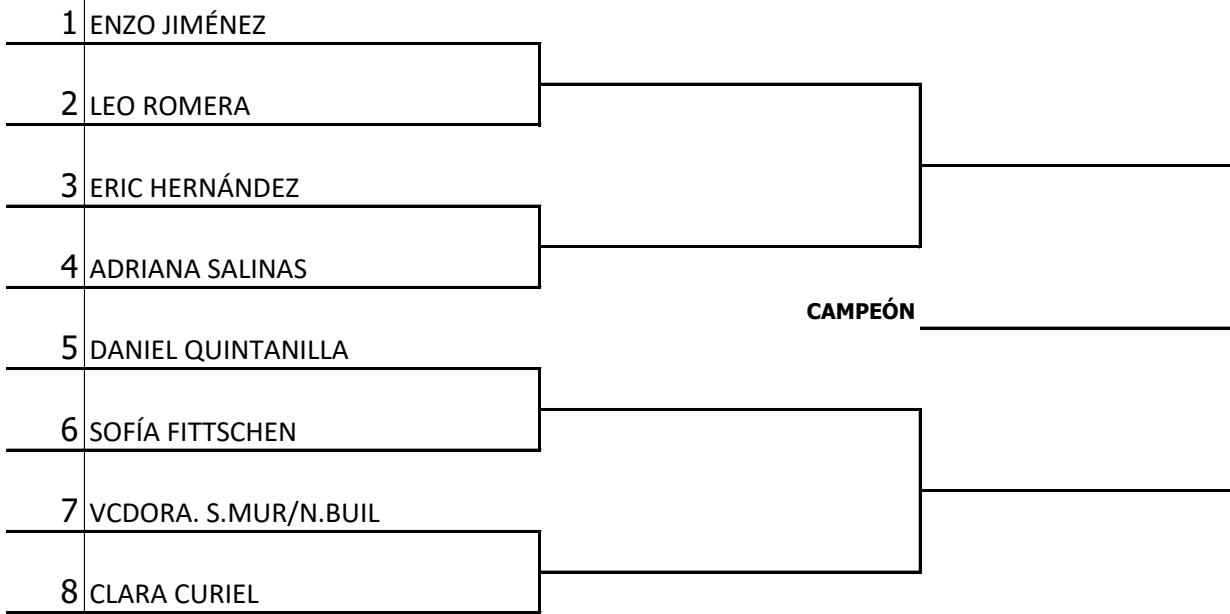 1 ENZO JIMÉNEZ
2 LEO ROMERA
3 ERIC HERNÁNDEZ
4 ADRIANA SALINAS
CAMPEÓN
5 DANIEL QUINTANILLA
6 SOFÍA FITTSCHEN
7 VCDORA. S.MUR/N.BUIL
8 CLARA CURIEL